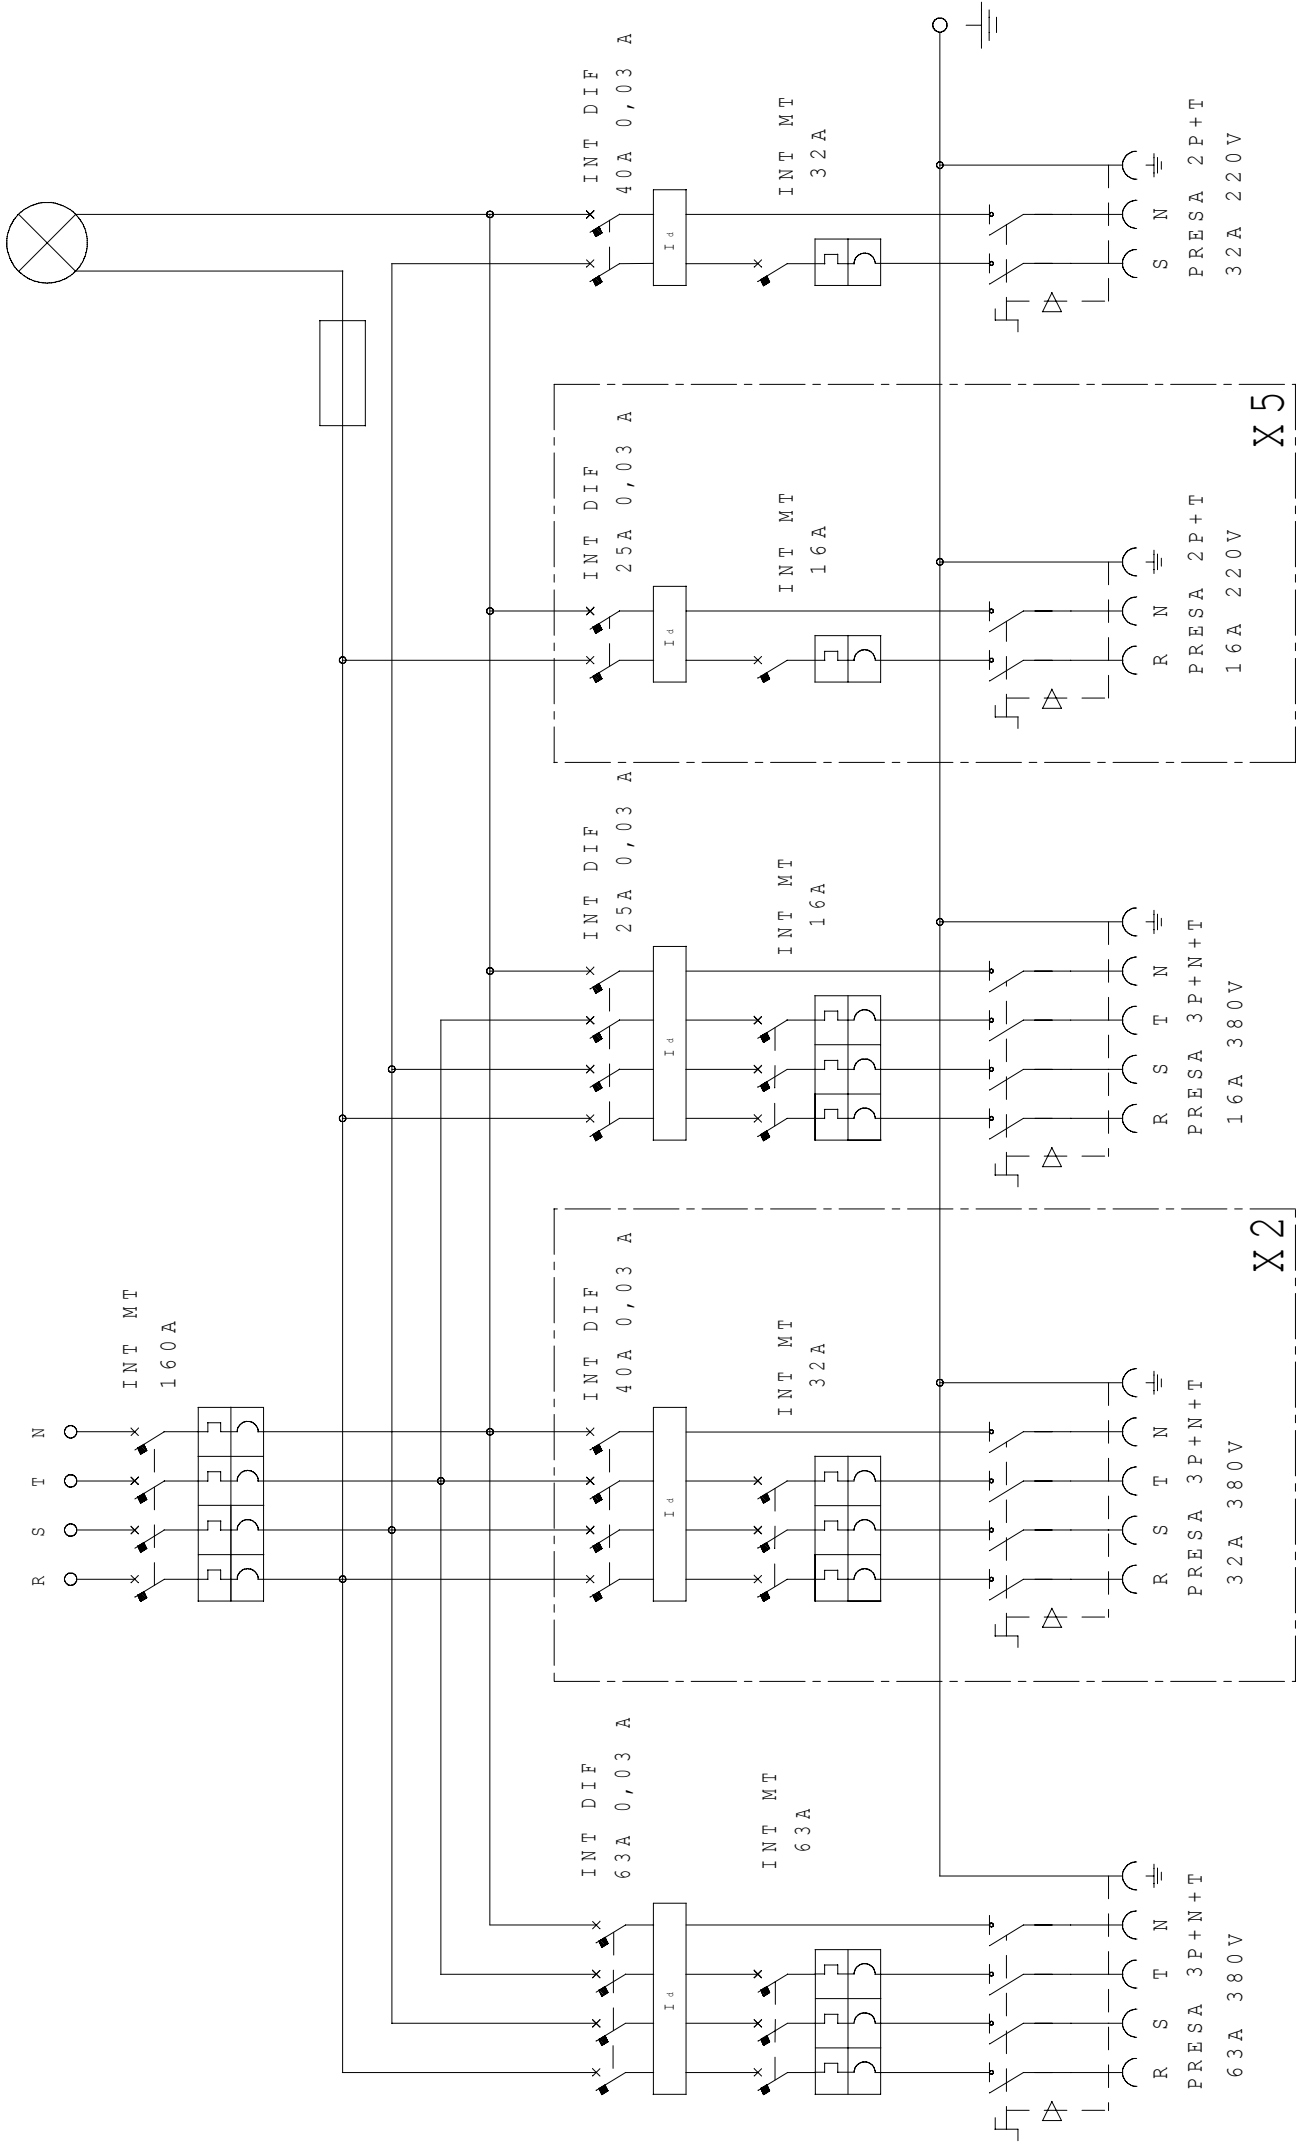 R S T N
INT MT
160A
INT DIF
63A 0,03 A
Id
INT MT
63A
R S T N
PRESA 3P+N+T
63A 380V
INT DIF
40A 0,03 A
Id
INT MT
32A
R S T N
PRESA 3P+N+T
32A 380V
X2
INT DIF
25A 0,03 A
Id
INT MT
16A
R S T N
PRESA 3P+N+T
16A 380V
INT DIF
25A 0,03 A
Id
INT MT
16A
R N
PRESA 2P+T
16A 220V
X5
INT DIF
40A 0,03 A
Id
INT MT
32A
S N
PRESA 2P+T
32A 220V